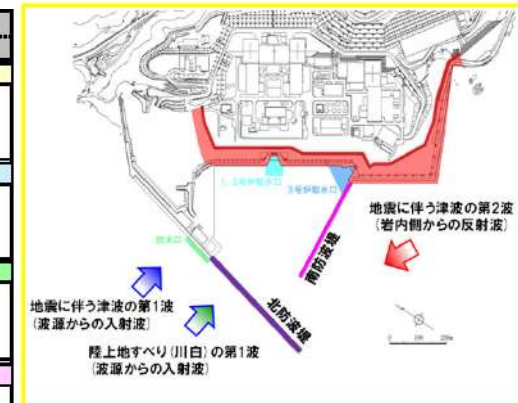 1, 2号炉取水口
3号炉取水口
地震に伴う津波の第2波
(岩内側からの反射波)
南防波堤
放水口
地震に伴う津波の第1波
(波源からの入射波)
北防波堤
陸上地すべり(川白)の第1波
(波源からの入射波)